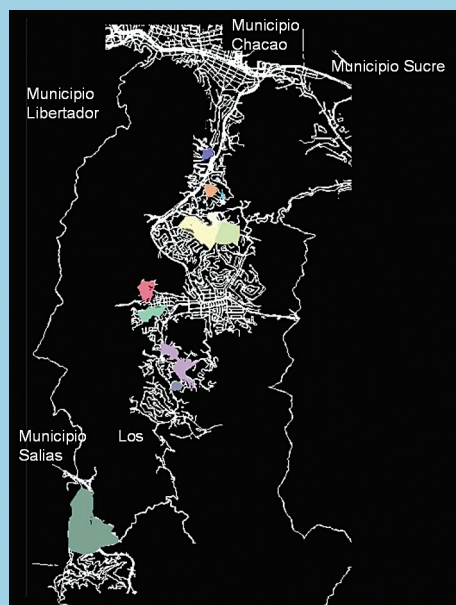 Municipio
Chacao
Municipio Sucre
Municipio
Libertador
Municipio Los
Salias